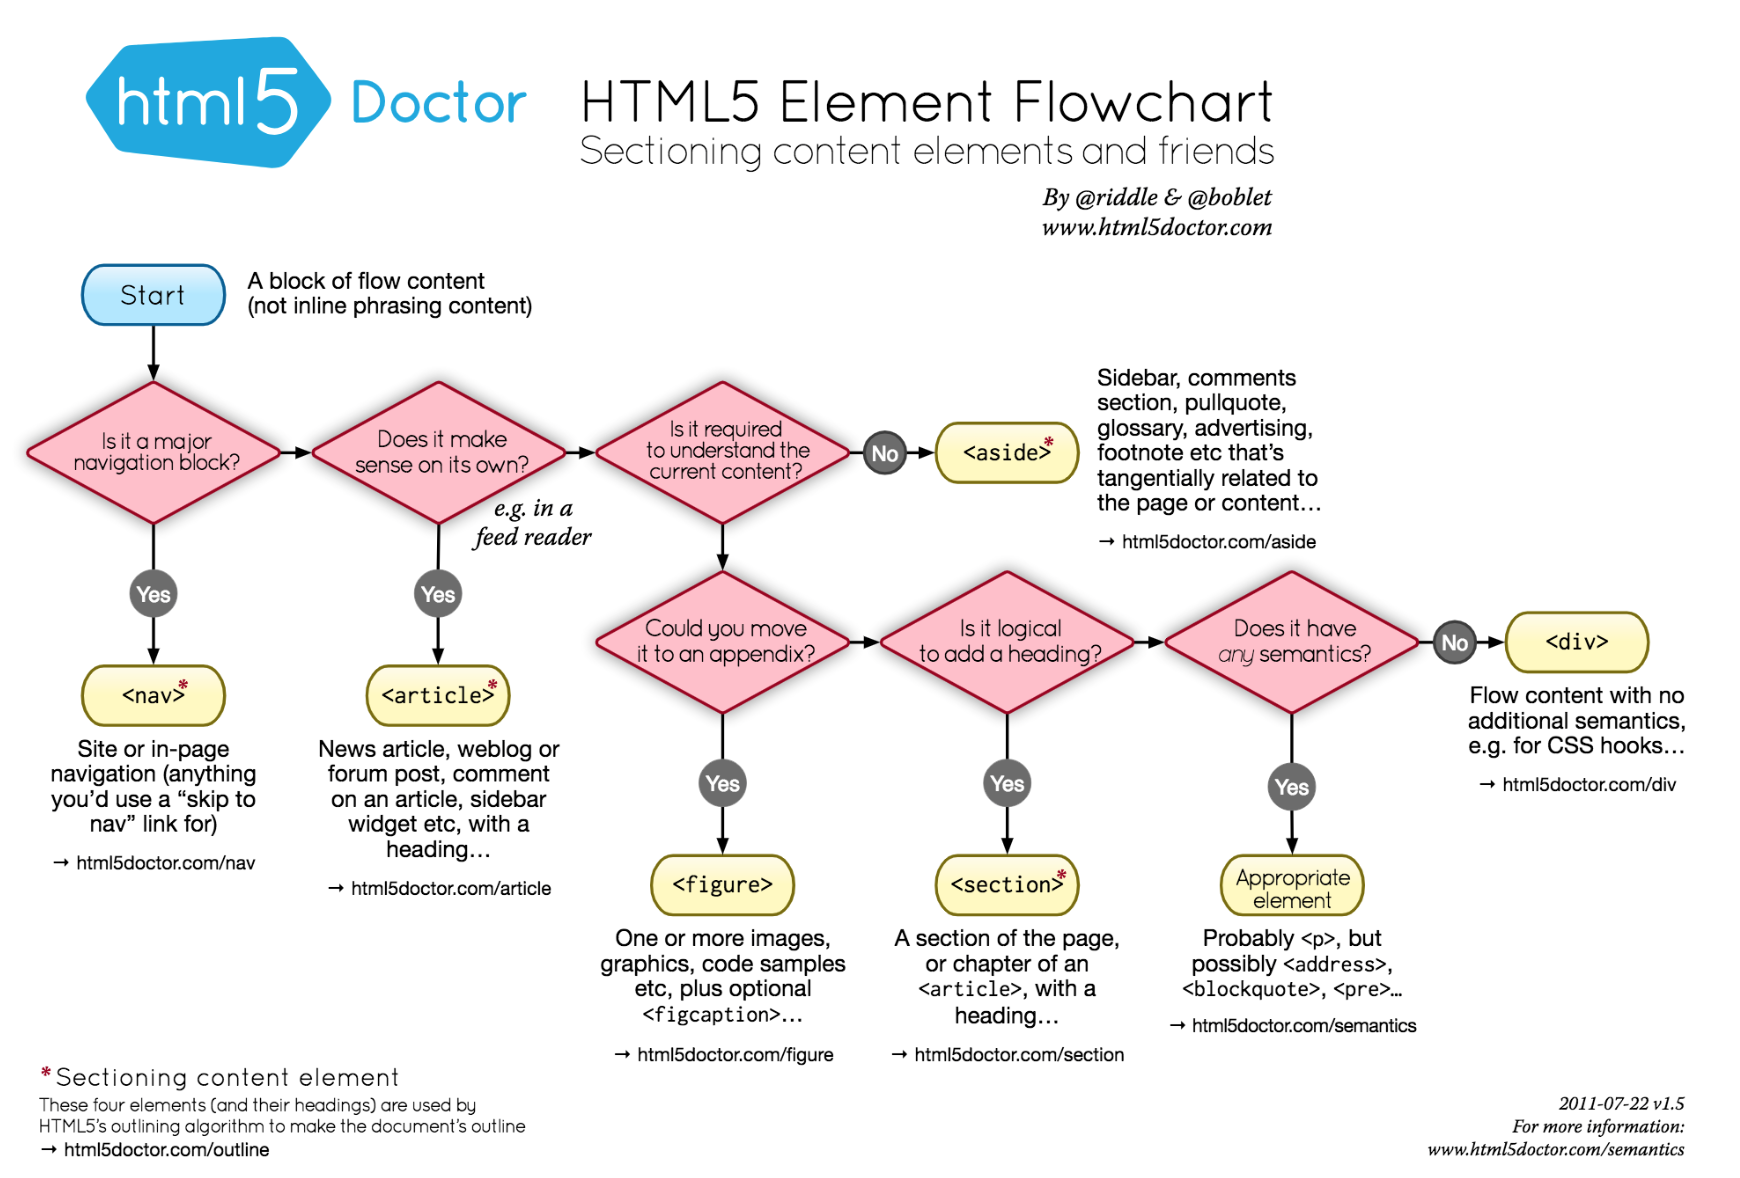 html5 Doctor
HTML5 Element Flowchart
Sectioning content elements and friends
By @riddle & @boblet
www.html5doctor.com
Start
A block of flow content
(not inline phrasing content)
Is it a major
navigation block?
Does it make
sense on its own?
e.g. in a
feed reader
Is it required
to understand the
current content?
No
<aside>*
Sidebar, comments
section, pullquote,
glossary, advertising,
footnote etc that’s
tangentially related to
the page or content…
→ html5doctor.com/aside
Yes
<nav>*
Site or in-page
navigation (anything
you’d use a “skip to
nav” link for)
→ html5doctor.com/nav
Yes
<article>*
News article, weblog or
forum post, comment
on an article, sidebar
widget etc, with a
heading…
→ html5doctor.com/article
Could you move
it to an appendix?
Is it logical
to add a heading?
Does it have
any semantics?
No
<div>
Flow content with no
additional semantics,
e.g. for CSS hooks…
→ html5doctor.com/div
Yes
<figure>
One or more images,
graphics, code samples
etc, plus optional
<figcaption>…
→ html5doctor.com/figure
Yes
<section>*
A section of the page,
or chapter of an
<article>, with a
heading…
→ html5doctor.com/section
Yes
Appropriate
element
Probably <p>, but
possibly <address>,
<blockquote>, <pre>…
→ html5doctor.com/semantics
* Sectioning content element
These four elements (and their headings) are used by
HTML5’s outlining algorithm to make the document’s outline
→ html5doctor.com/outline
2011-07-22 v1.5
For more information:
www.html5doctor.com/semantics